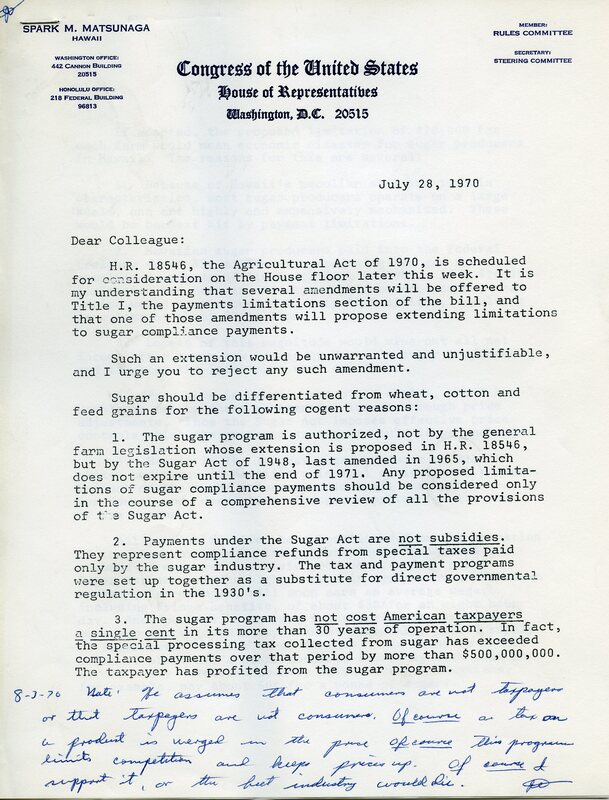 SPARK M. MATSUNAGA
HAWAII
WASHINGTON OFFICE:
442 CANNON BUILDING
20515
HONOLULU OFFICE:
218 FEDERAL BUILDING
96813
MEMBER:
RULES COMMITTEE
SECRETARY:
STEERING COMMITTEE
Congress of the United States
House of Representatives
Washington, D.C. 20515
July 28, 1970
Dear Colleague:
H.R. 18546, the Agricultural Act of 1970, is scheduled
for consideration on the House floor later this week. It is
my understanding that several amendments will be offered to
Title I, the payments limitations section of the bill, and
that one of those amendments will propose extending limitations
to sugar compliance payments.
Such an extension would be unwarranted and unjustifiable,
and I urge you to reject any such amendment.
Sugar should be differentiated from wheat, cotton and
feed grains for the following cogent reasons:
1. The sugar program is authorized, not by the general
farm legislation whose extension is proposed in H.R. 18546,
but by the Sugar Act of 1948, last amended in 1965, which
does not expire until the end of 1971. Any proposed limita-
tions of sugar compliance payments should be considered only
in the course of a comprehensive review of all the provisions
of the Sugar Act.
2. Payments under the Sugar Act are not subsidies.
They represent compliance refunds from special taxes paid
only by the sugar industry. The tax and payment programs
were set up together as a substitute for direct governmental
regulation in the 1930's.
3. The sugar program has not cost American taxpayers
a single cent in its more than 30 years of operation. In fact,
the special processing tax collected from sugar has exceeded
compliance payments over that period by more than $500,000,000.
The taxpayer has profited from the sugar program.
8-3-70 Note: He assumes that consumers are not taxpayers
or that taxpayers are not consumers. Of course a tax on
a product is merged in the price Of course this program
limits competition and keeps prices up. Of course I
support it, or the beet industry would die.